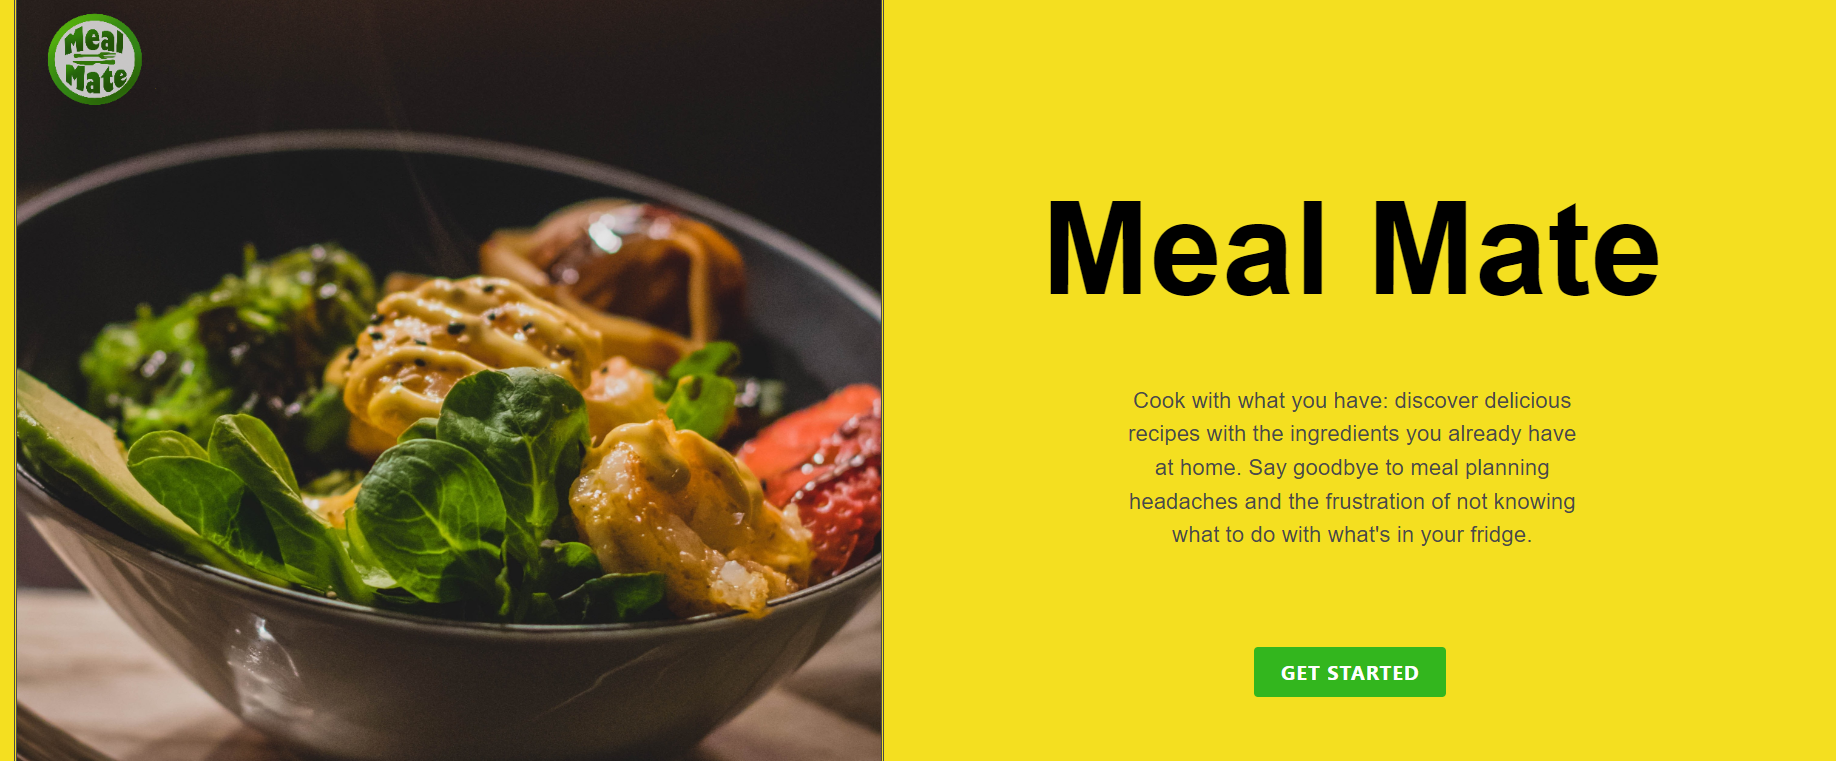 Meal
Mate
Meal Mate
Cook with what you have: discover delicious
recipes with the ingredients you already have
at home. Say goodbye to meal planning
headaches and the frustration of not knowing
what to do with what's in your fridge.
GET STARTED